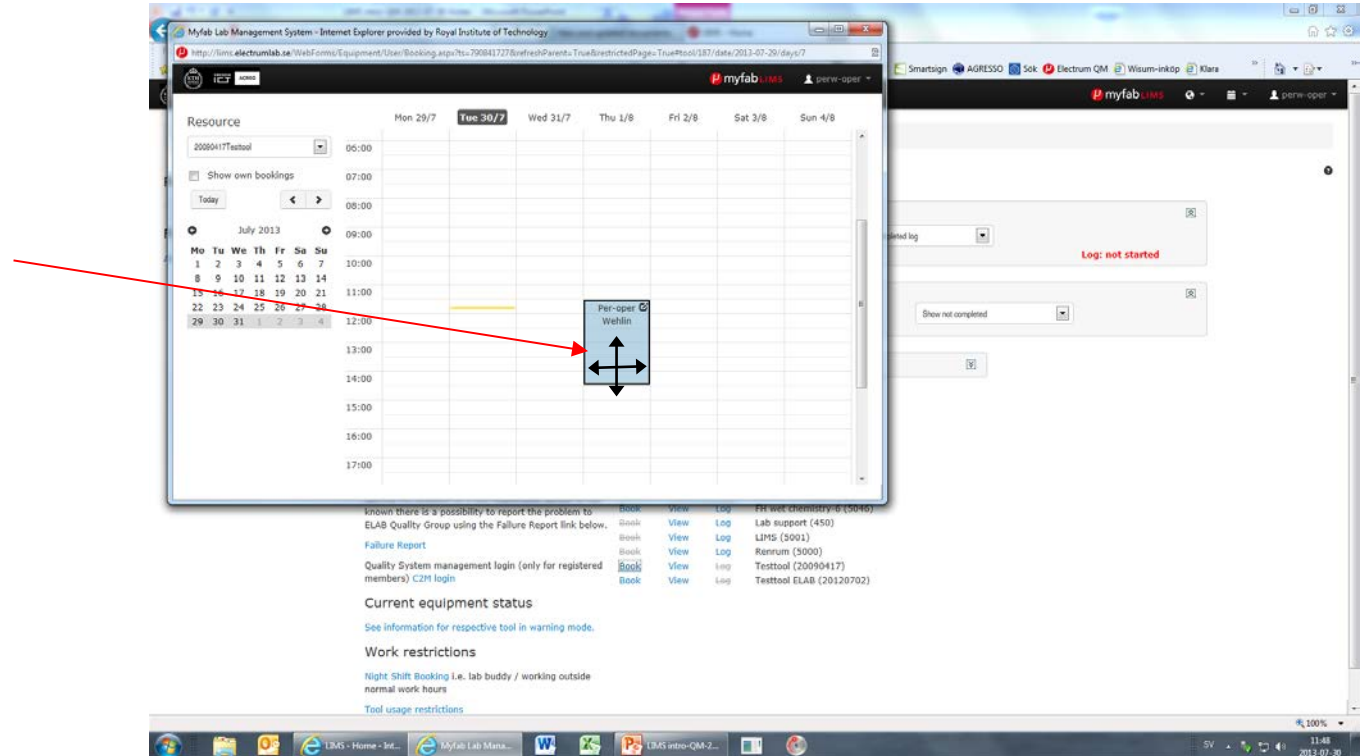 Myfab Lab Management System - Internet Explorer provided by Royal Institute of Technology
http://lims.electrumlab.se/WebForms/Equipment/User/Booking.aspx?ts=790841727&refreshParent=True&restrictedPage=True#tool/187/date/2013-07-29/days/7
Smartsign AGRESSO Sök Electrum QM Wisum-inköp Klara
myfab LIMS perw-oper
myfab LIMS perw-oper
Resource
20090417Testtool
Show own bookings
Today
July 2013
Mo Tu We Th Fr Sa Su
1 2 3 4 5 6 7
8 9 10 11 12 13 14
15 16 17 18 19 20 21
22 23 24 25 26 27 28
29 30 31 1 2 3 4
Mon 29/7 Tue 30/7 Wed 31/7 Thu 1/8 Fri 2/8 Sat 3/8 Sun 4/8
06:00
07:00
08:00
09:00
10:00
11:00
12:00
13:00
14:00
15:00
16:00
17:00
Per-oper
Wehlin
pleted log
Log: not started
Show not completed
known there is a possibility to report the problem to
ELAB Quality Group using the Failure Report link below.
Failure Report
Quality System management login (only for registered
members) C2M login
Current equipment status
See information for respective tool in warning mode.
Work restrictions
Night Shift Booking i.e. lab buddy / working outside
normal work hours
Tool usage restrictions
Book View Log FH wet chemistry-6 (5046)
Book View Log Lab support (450)
Book View Log LIMS (5001)
Book View Log Renrum (5000)
Book View Log Testtool (20090417)
Book View Log Testtool ELAB (20120702)
100%
LIMS - Home - Int...
Myfab Lab Mana...
LIMS intro-QM-2...
SV
11:48
2013-07-30